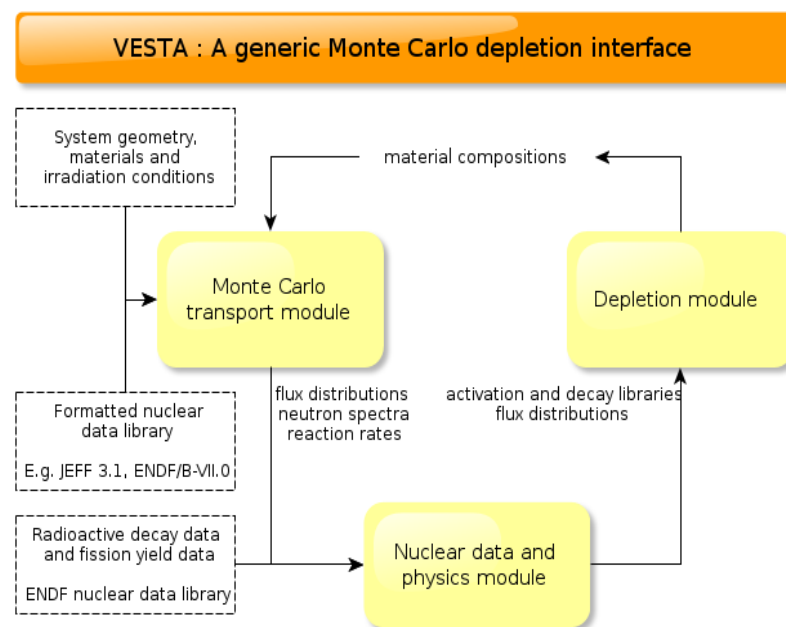 VESTA : A generic Monte Carlo depletion interface
System geometry,
materials and
irradiation conditions
material compositions
Monte Carlo
transport module
Depletion module
Formatted nuclear
data library
E.g. JEFF 3.1, ENDF/B-VII.0
flux distributions
neutron spectra
reaction rates
activation and decay libraries
flux distributions
Radioactive decay data
and fission yield data
ENDF nuclear data library
Nuclear data and
physics module